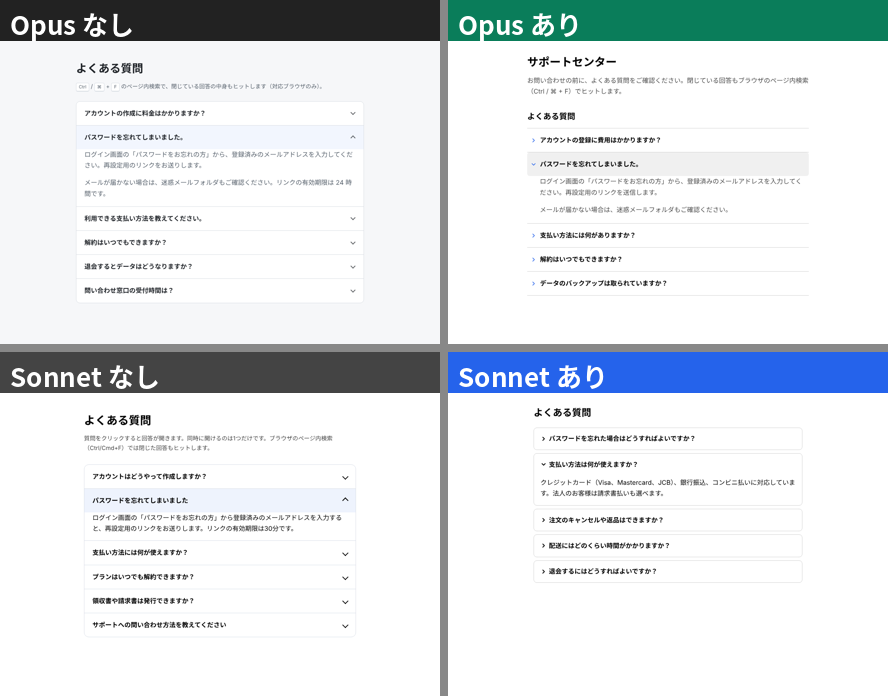 Opus なし
よくある質問
Ctrl / ⌘ + F のページ内検索で、閉じている回答の中身もヒットします（対応ブラウザのみ）。
アカウントの作成に料金はかかりますか？
パスワードを忘れてしまいました。
ログイン画面の「パスワードをお忘れの方」から、登録済みのメールアドレスを入力してくだ
さい。再設定用のリンクをお送りします。
メールが届かない場合は、迷惑メールフォルダもご確認ください。リンクの有効期限は 24 時
間です。
利用できる支払い方法を教えてください。
解約はいつでもできますか？
退会するとデータはどうなりますか？
問い合わせ窓口の受付時間は？
Opus あり
サポートセンター
お問い合わせの前に、よくある質問をご確認ください。閉じている回答もブラウザのページ内検索
（Ctrl / ⌘ + F）でヒットします。
よくある質問
アカウントの登録に費用はかかりますか？
パスワードを忘れてしまいました。
ログイン画面の「パスワードをお忘れの方」から、登録済みのメールアドレスを入力してく
ださい。再設定用のリンクを送信します。
メールが届かない場合は、迷惑メールフォルダもご確認ください。
支払い方法には何がありますか？
解約はいつでもできますか？
データのバックアップは取られていますか？
Sonnet なし
よくある質問
質問をクリックすると回答が開きます。同時に開けるのは1つだけです。ブラウザのページ内検索
（Ctrl/Cmd+F）では閉じた回答もヒットします。
アカウントはどうやって作成しますか？
パスワードを忘れてしまいました
ログイン画面の「パスワードをお忘れの方」から登録済みのメールアドレスを入力する
と、再設定用のリンクをお送りします。リンクの有効期限は30分です。
支払い方法には何が使えますか？
プランはいつでも解約できますか？
領収書や請求書は発行できますか？
サポートへの問い合わせ方法を教えてください
Sonnet あり
よくある質問
パスワードを忘れた場合はどうすればよいですか？
支払い方法は何が使えますか？
クレジットカード（Visa、Mastercard、JCB）、銀行振込、コンビニ払いに対応していま
す。法人のお客様は請求書払いも選べます。
注文のキャンセルや返品はできますか？
配送にはどのくらい時間がかかりますか？
退会するにはどうすればよいですか？